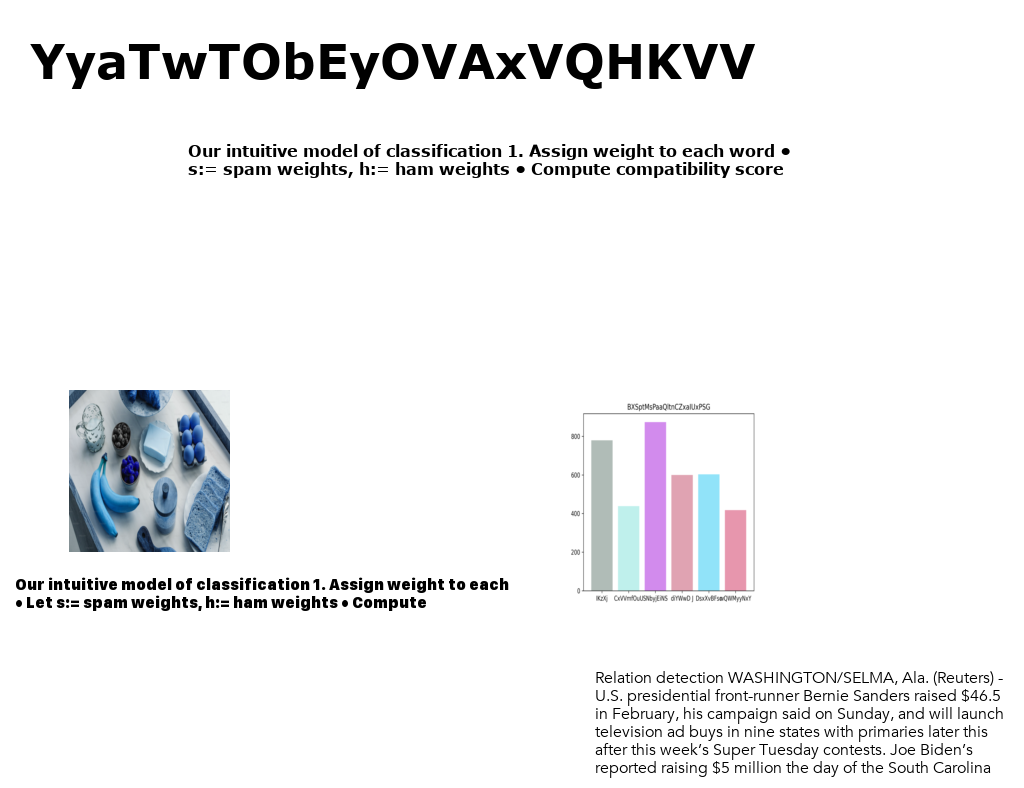 YyaTwTObEyOVAxVQHKVV
Our intuitive model of classification 1. Assign weight to each word ●
s:= spam weights, h:= ham weights ● Compute compatibility score
BXSptMsPaaQltnCZxaIUxPSG
800
600
400
200
0
Our intuitive model of classification 1. Assign weight to each
● Let s:= spam weights, h:= ham weights ● Compute
Relation detection WASHINGTON/SELMA, Ala. (Reuters) -
U.S. presidential front-runner Bernie Sanders raised $46.5
in February, his campaign said on Sunday, and will launch
television ad buys in nine states with primaries later this
after this week’s Super Tuesday contests. Joe Biden’s
reported raising $5 million the day of the South Carolina